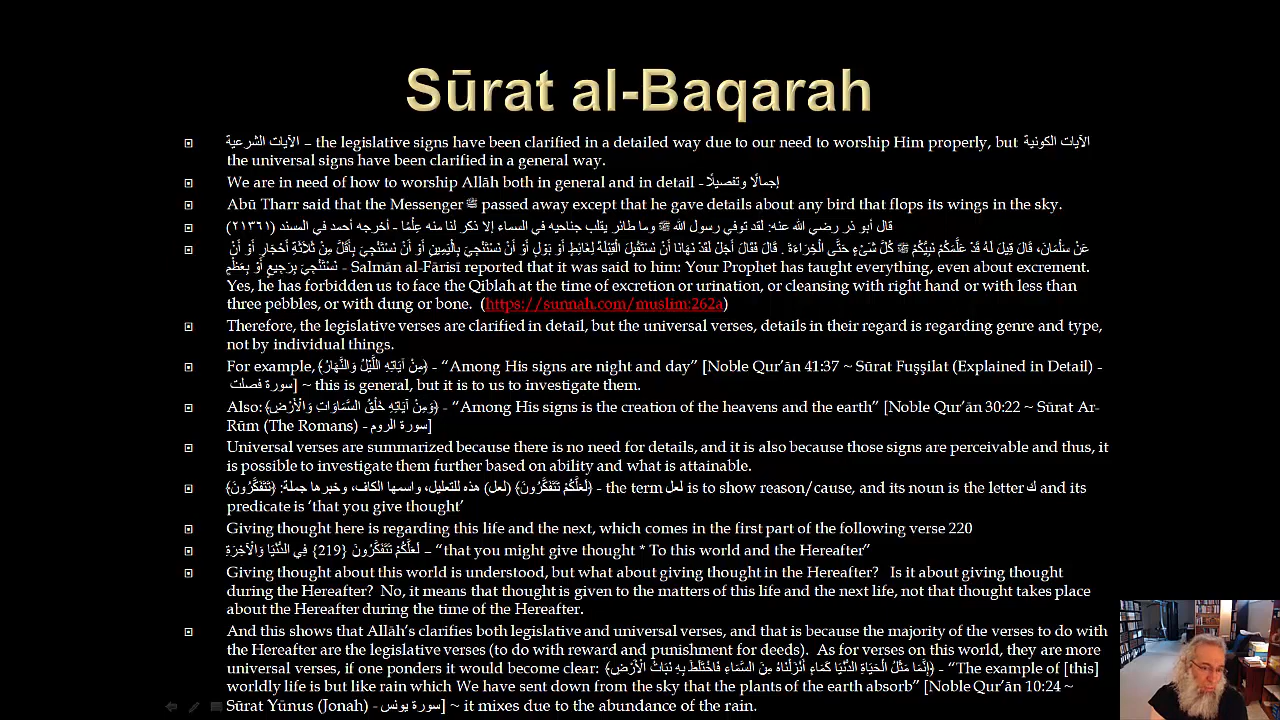 Sūrat al-Baqarah
الآيات الشرعية – the legislative signs have been clarified in a detailed way due to our need to worship Him properly, but الآيات الكونية
the universal signs have been clarified in a general way.
We are in need of how to worship Allāh both in general and in detail - إجمالًا وتفصيلًا
Abū Tharr said that the Messenger ﷺ passed away except that he gave details about any bird that flops its wings in the sky.
قال أبو ذر رضي الله عنه: لقد توفي رسول الله ﷺ وما طائر يقلب جناحيه في السماء إلا ذكر لنا منه عِلْمًا - أخرجه أحمد في المسند (٢١٣٦١)
عَنْ سَلْمَانَ، قَالَ قِيلَ لَهُ قَدْ عَلَّمَكُمْ نَبِيُّكُمْ ﷺ كُلَّ شَىْءٍ حَتَّى الْخِرَاءَةَ . قَالَ فَقَالَ أَجَلْ لَقَدْ نَهَانَا أَنْ نَسْتَقْبِلَ الْقِبْلَةَ لِغَائِطٍ أَوْ بَوْلٍ أَوْ أَنْ نَسْتَنْجِيَ بِالْيَمِينِ أَوْ أَنْ نَسْتَنْجِيَ بِأَقَلَّ مِنْ ثَلاَثَةِ أَحْجَارٍ أَوْ أَنْ
نَسْتَنْجِيَ بِرَجِيعٍ أَوْ بِعَظْمٍ - Salmān al-Fārisī reported that it was said to him: Your Prophet has taught everything, even about excrement.
Yes, he has forbidden us to face the Qiblah at the time of excretion or urination, or cleansing with right hand or with less than
three pebbles, or with dung or bone. (https://sunnah.com/muslim:262a)
Therefore, the legislative verses are clarified in detail, but the universal verses, details in their regard is regarding genre and type,
not by individual things.
For example, ﴿مِنْ آيَاتِهِ اللَّيْلُ وَالنَّهَارُ﴾ - “Among His signs are night and day” [Noble Qur’ān 41:37 ~ Sūrat Fuṣṣilat (Explained in Detail) -
سورة فصلت] ~ this is general, but it is to us to investigate them.
Also: ﴿وَمِنْ آيَاتِهِ خَلْقُ السَّمَاوَاتِ وَالْأَرْضِ﴾ - “Among His signs is the creation of the heavens and the earth” [Noble Qur’ān 30:22 ~ Sūrat Ar-
Rūm (The Romans) - سورة الروم]
Universal verses are summarized because there is no need for details, and it is also because those signs are perceivable and thus, it
is possible to investigate them further based on ability and what is attainable.
﴿لَعَلَّكُمْ تَتَفَكَّرُونَ﴾ (لعل) هذه للتعليل، واسمها الكاف، وخبرها جملة: ﴿تَتَفَكَّرُونَ﴾ - the term لعل is to show reason/cause, and its noun is the letter ك and its
predicate is ‘that you give thought’
Giving thought here is regarding this life and the next, which comes in the first part of the following verse 220
لَعَلَّكُمْ تَتَفَكَّرُونَ {219} فِي الدُّنْيَا وَالْآخِرَةِ – “that you might give thought * To this world and the Hereafter”
Giving thought about this world is understood, but what about giving thought in the Hereafter? Is it about giving thought
during the Hereafter? No, it means that thought is given to the matters of this life and the next life, not that thought takes place
about the Hereafter during the time of the Hereafter.
And this shows that Allāh’s clarifies both legislative and universal verses, and that is because the majority of the verses to do with
the Hereafter are the legislative verses (to do with reward and punishment for deeds). As for verses on this world, they are more
universal verses, if one ponders it would become clear: ﴿إِنَّمَا مَثَلُ الْحَيَاةِ الدُّنْيَا كَمَاءٍ أَنْزَلْنَاهُ مِنَ السَّمَاءِ فَاخْتَلَطَ بِهِ نَبَاتُ الْأَرْضِ﴾ - “The example of [this]
worldly life is but like rain which We have sent down from the sky that the plants of the earth absorb” [Noble Qur’ān 10:24 ~
Sūrat Yūnus (Jonah) - سورة يونس] ~ it mixes due to the abundance of the rain.